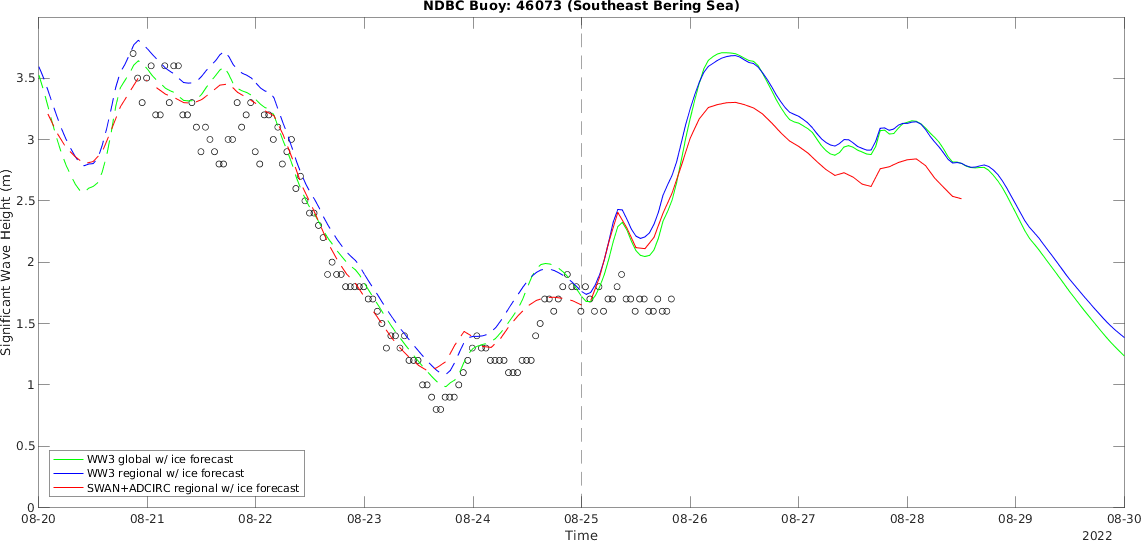 NDBC Buoy: 46073 (Southeast Bering Sea)
Significant Wave Height (m)
3.5
3
2.5
2
1.5
1
0.5
0
WW3 global w/ ice forecast
WW3 regional w/ ice forecast
SWAN+ADCIRC regional w/ ice forecast
08-20 08-21 08-22 08-23 08-24 08-25 08-26 08-27 08-28 08-29 08-30
Time
2022